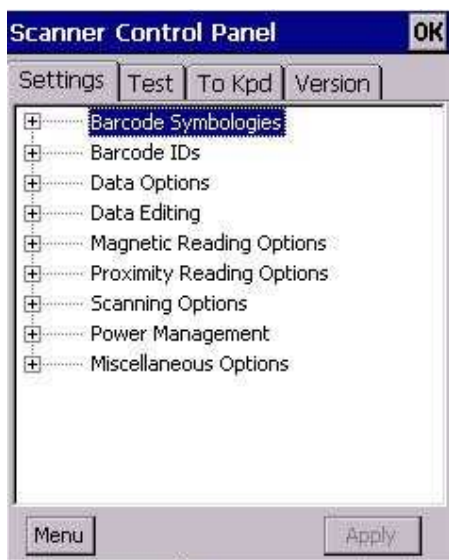 Scanner Control Panel OK
Settings Test To Kpd Version
Barcode Symbologies
Barcode IDs
Data Options
Data Editing
Magnetic Reading Options
Proximity Reading Options
Scanning Options
Power Management
Miscellaneous Options
Menu Apply